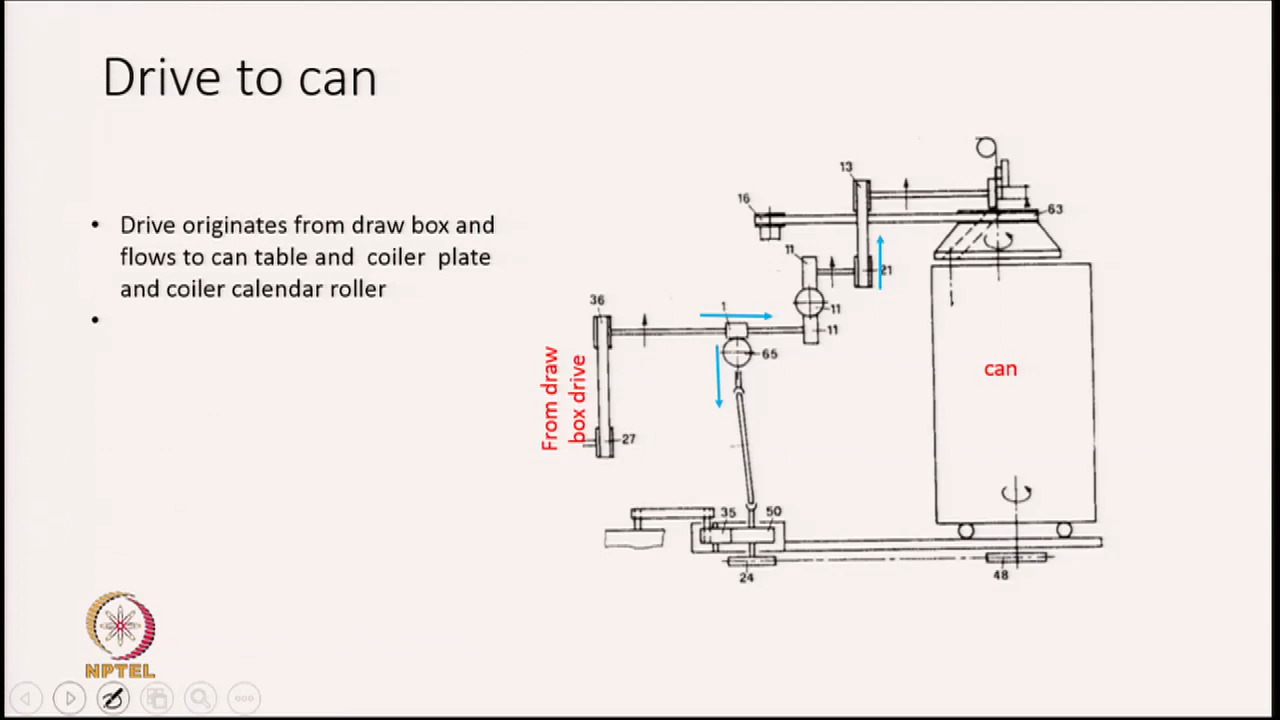 Drive to can
• Drive originates from draw box and
flows to can table and coiler plate
and coiler calendar roller
•
13
16
63
11
21
36
1
11
11
65
From draw
box drive
can
27
35
50
24
48
NPTEL